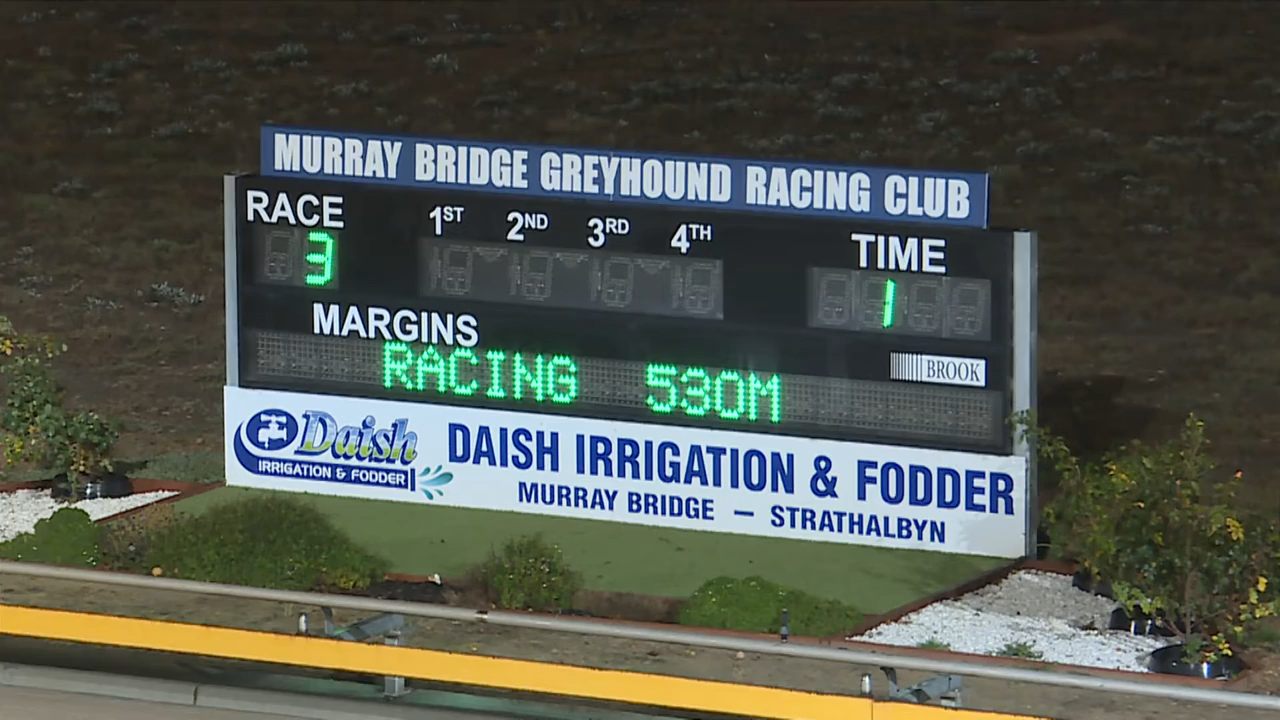 MURRAY BRIDGE GREYHOUND RACING CLUB
RACE 1ST 2ND 3RD 4TH TIME
3 1
MARGINS
BROOK
RACING 530M
Daish
IRRIGATION & FODDER
DAISH IRRIGATION & FODDER
MURRAY BRIDGE — STRATHALBYN